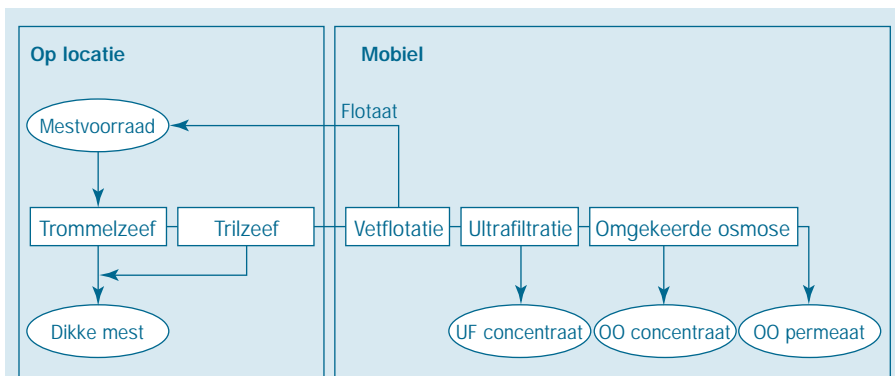 Op locatie
Mobiel
Flotaat
Mestvoorraad
Trommelzeef
Trilzeef
Vetflotatie
Ultrafiltratie
Omgekeerde osmose
Dikke mest
UF concentraat
OO concentraat
OO permeaat